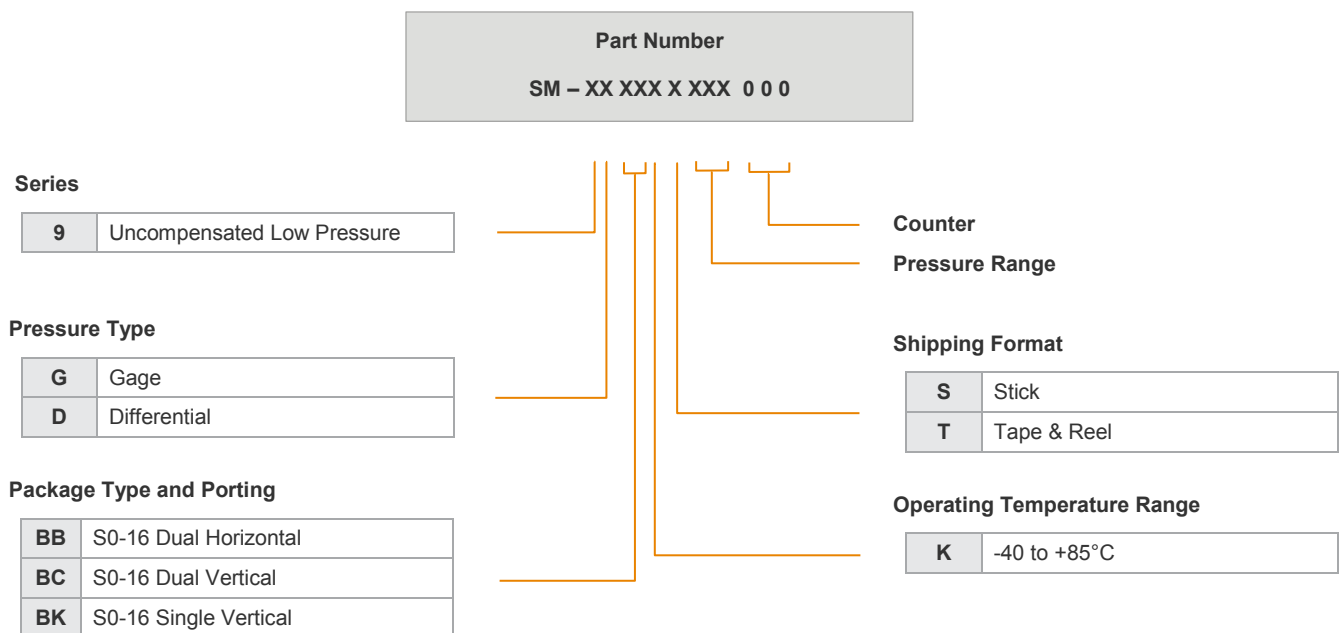 Part Number
SM – XX XXX X XXX 0 0 0
Series
9 Uncompensated Low Pressure
Pressure Type
G Gage
D Differential
Package Type and Porting
BB S0-16 Dual Horizontal
BC S0-16 Dual Vertical
BK S0-16 Single Vertical
Counter
Pressure Range
Shipping Format
S Stick
T Tape & Reel
Operating Temperature Range
K -40 to +85°C